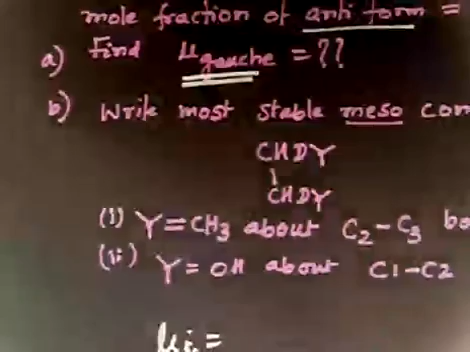 mole fraction of anti form =
a) Find μgauche = ??
b) Write most stable meso con
CHDY
|
CHDY
(i) Y = CH3 about C2-C3 bo
(ii) Y = OH about C1-C2
μi =